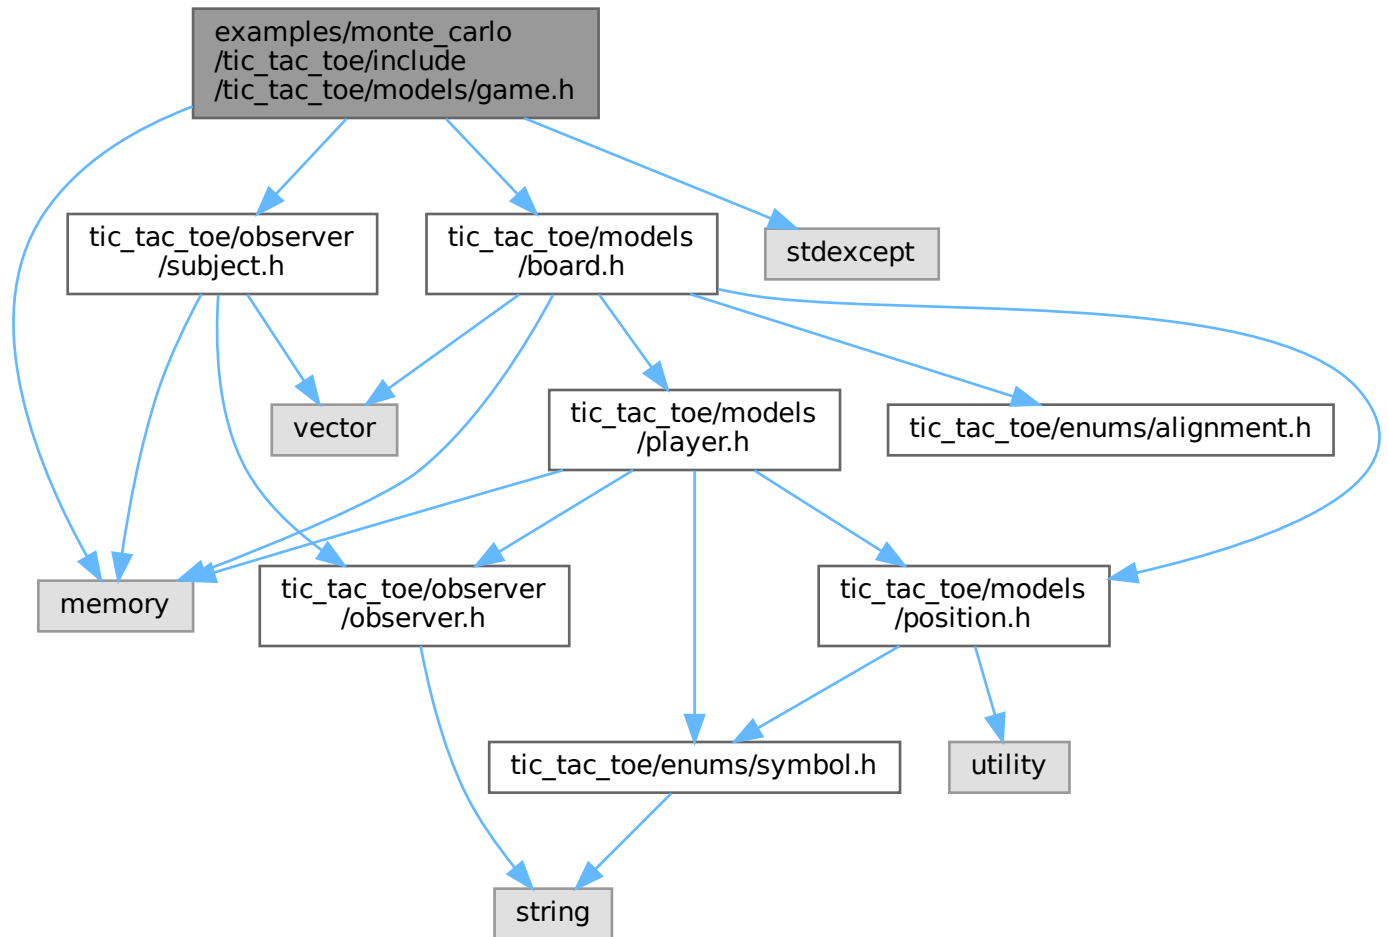 examples/monte_carlo
/tic_tac_toe/include
/tic_tac_toe/models/game.h
tic_tac_toe/observer
/subject.h
tic_tac_toe/models
/board.h
stdexcept
vector
tic_tac_toe/models
/player.h
tic_tac_toe/enums/alignment.h
memory
tic_tac_toe/observer
/observer.h
tic_tac_toe/models
/position.h
tic_tac_toe/enums/symbol.h
utility
string